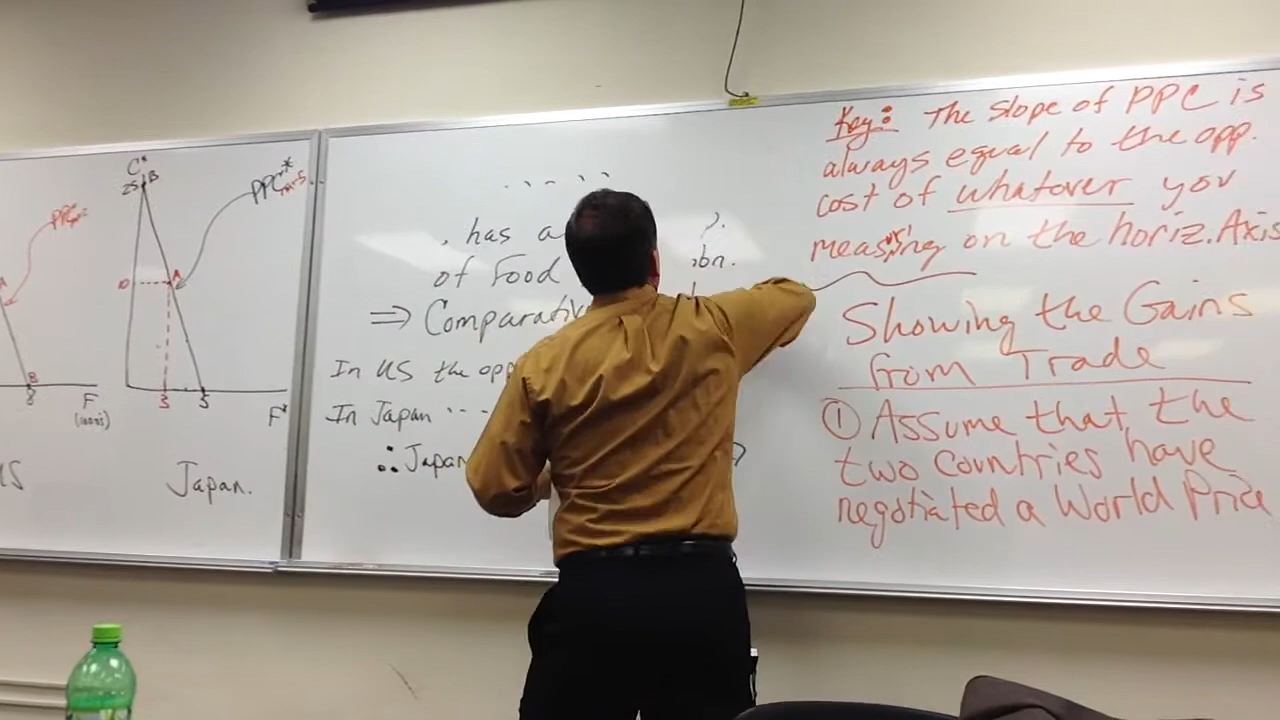 C*
25
B
PPC*
A
10
3
5
F*
Japan.
PPC
B
8
F
US
has a
of Food
bn.
⇒ Comparativ
In US the opp
In Japan ----
∴ Japan
Key: The slope of PPC is
always equal to the opp.
cost of whatever you
measuring on the horiz. Axis
Showing the Gains
from Trade
① Assume that the
two Countries have
negotiated a World Price